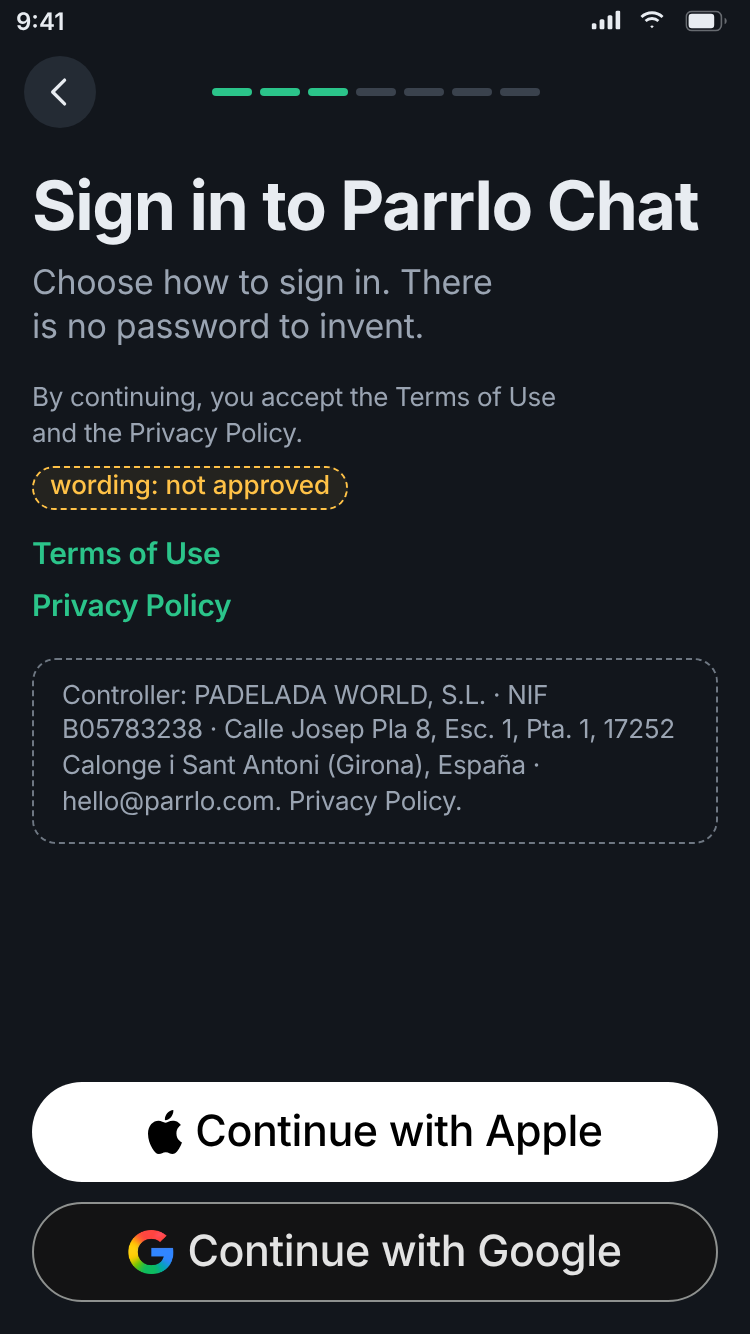 9:41
Sign in to Parrlo Chat
Choose how to sign in. There
is no password to invent.
By continuing, you accept the Terms of Use
and the Privacy Policy.
wording: not approved
Terms of Use
Privacy Policy
Controller: PADELADA WORLD, S.L. · NIF
B05783238 · Calle Josep Pla 8, Esc. 1, Pta. 1, 17252
Calonge i Sant Antoni (Girona), España ·
hello@parrlo.com. Privacy Policy.
Continue with Apple
Continue with Google